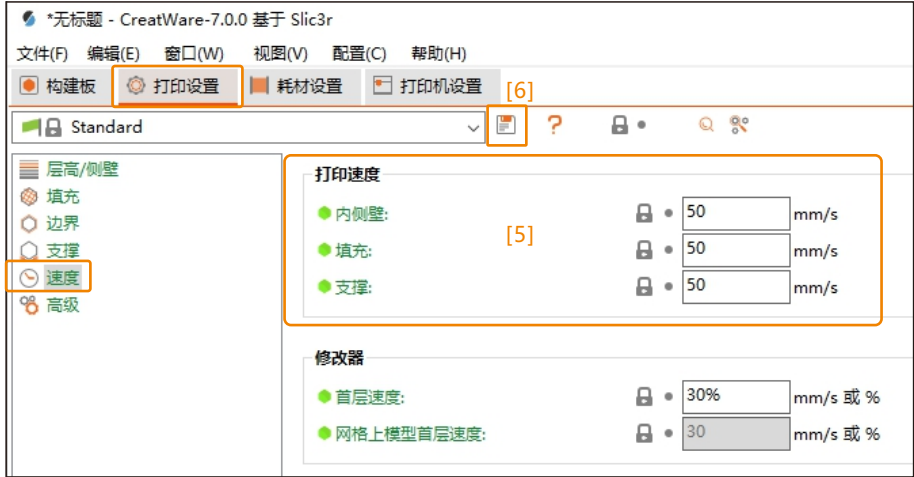 *无标题 - CreatWare-7.0.0 基于 Slic3r
文件(F) 编辑(E) 窗口(W) 视图(V) 配置(C) 帮助(H)
构建板 打印设置 耗材设置 打印机设置
[6]
Standard
层高/侧壁
填充
边界
支撑
速度
高级
打印速度
内侧壁: 50 mm/s
[5]
填充: 50 mm/s
支撑: 50 mm/s
修改器
首层速度: 30% mm/s 或 %
网格上模型首层速度: 30 mm/s 或 %